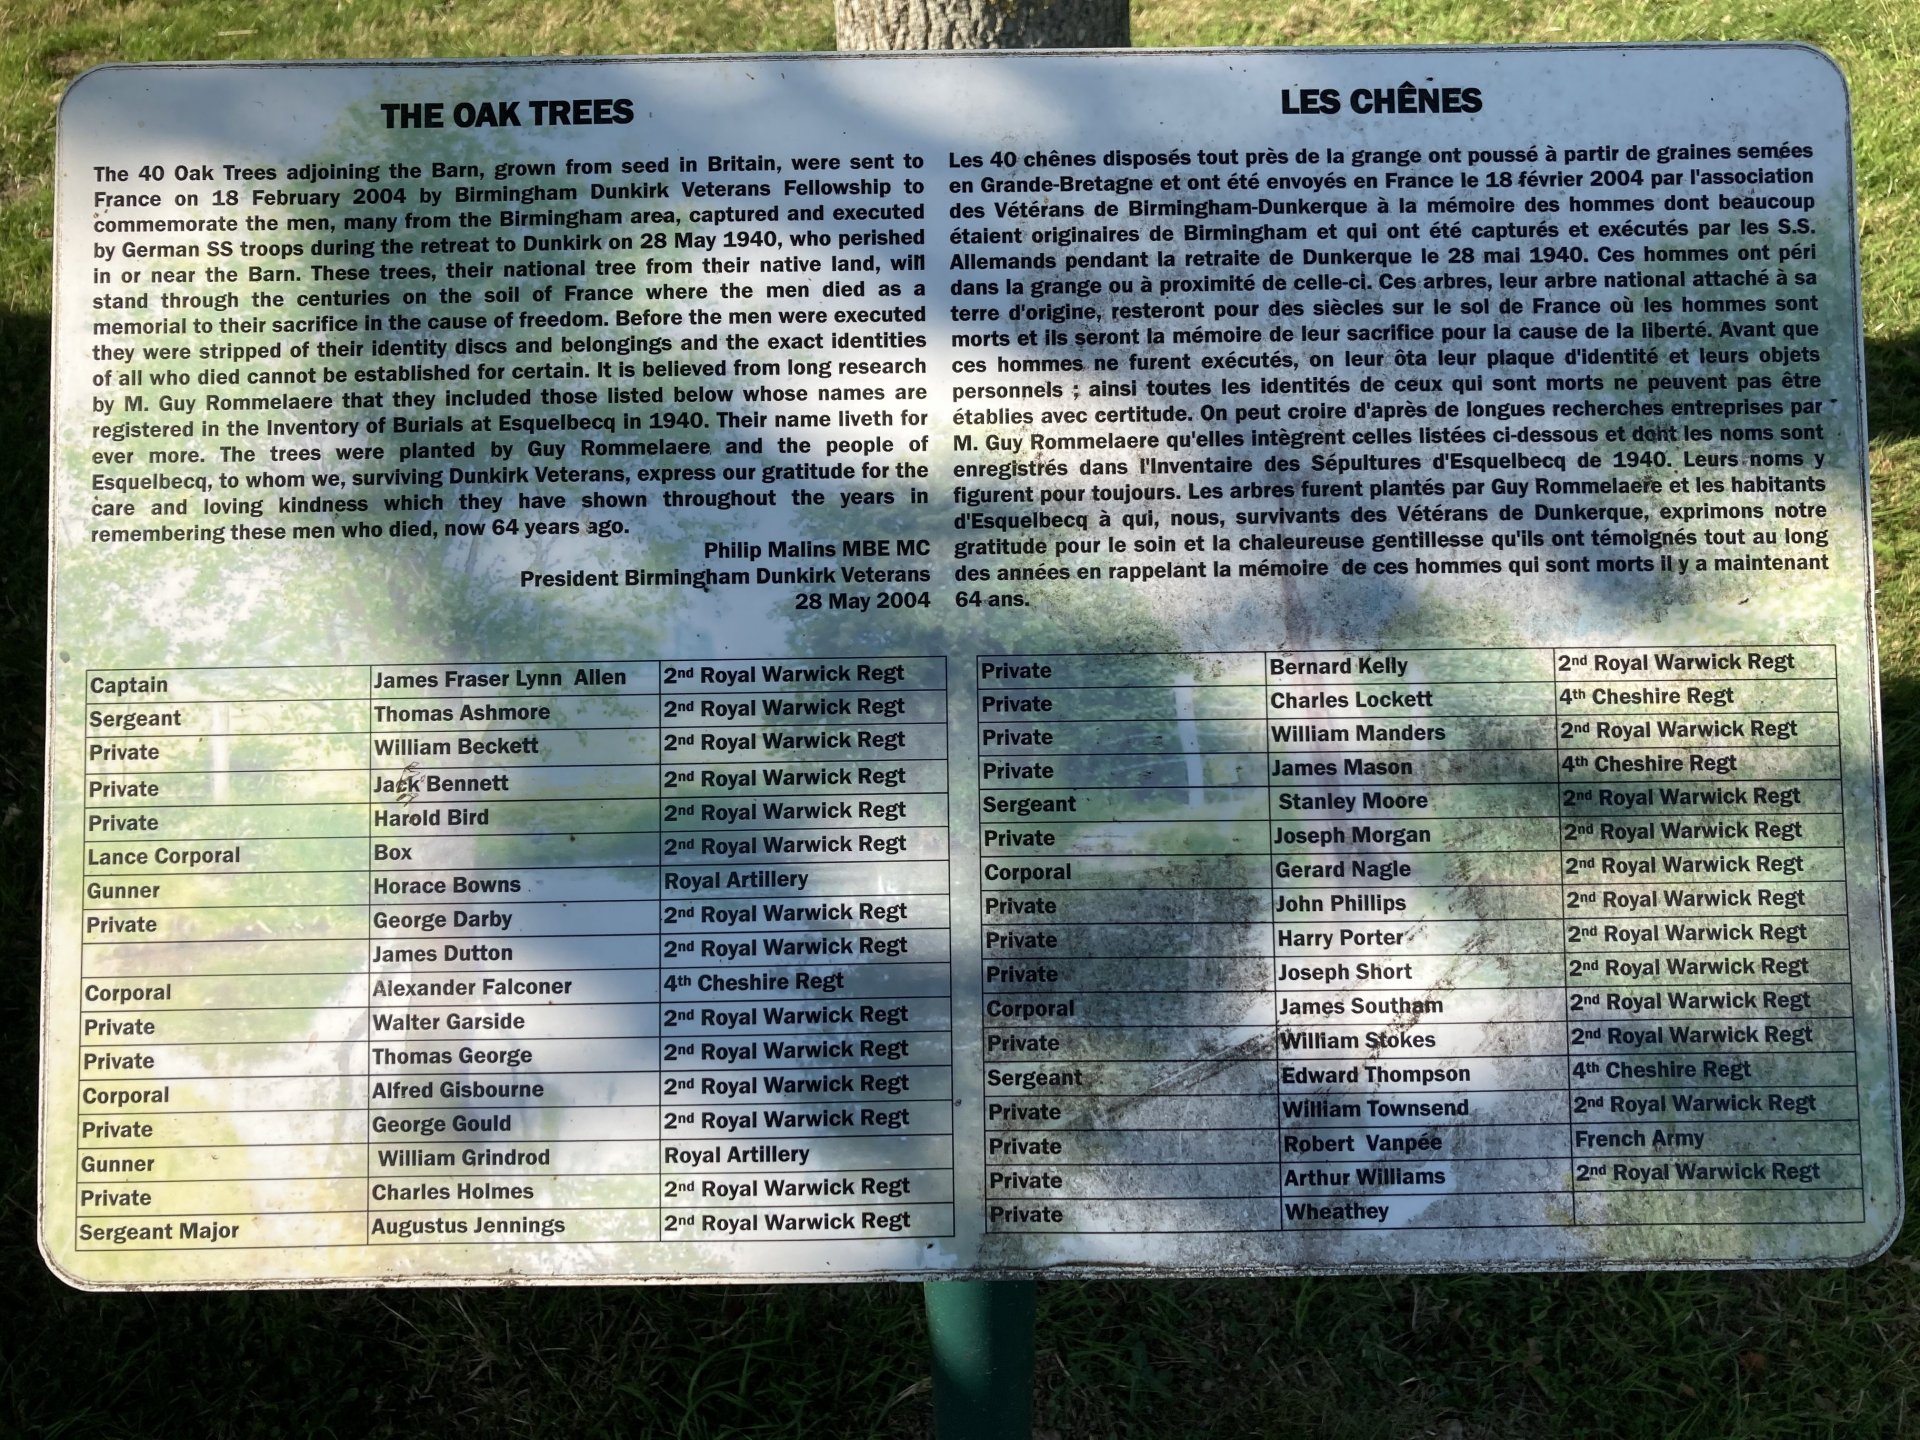 THE OAK TREES
The 40 Oak Trees adjoining the Barn, grown from seed in Britain, were sent to
France on 18 February 2004 by Birmingham Dunkirk Veterans Fellowship to
commemorate the men, many from the Birmingham area, captured and executed
by German SS troops during the retreat to Dunkirk on 28 May 1940, who perished
in or near the Barn. These trees, their national tree from their native land, will
stand through the centuries on the soil of France where the men died as a
memorial to their sacrifice in the cause of freedom. Before the men were executed
they were stripped of their identity discs and belongings and the exact identities
of all who died cannot be established for certain. It is believed from long research
by M. Guy Rommelaere that they included those listed below whose names are
registered in the Inventory of Burials at Esquelbecq in 1940. Their name liveth for
ever more. The trees were planted by Guy Rommelaere and the people of
Esquelbecq, to whom we, surviving Dunkirk Veterans, express our gratitude for the
care and loving kindness which they have shown throughout the years in
remembering these men who died, now 64 years ago.
Philip Malins MBE MC
President Birmingham Dunkirk Veterans
28 May 2004
LES CHÊNES
Les 40 chênes disposés tout près de la grange ont poussé à partir de graines semées
en Grande-Bretagne et ont été envoyés en France le 18 février 2004 par l'association
des Vétérans de Birmingham-Dunkerque à la mémoire des hommes dont beaucoup
étaient originaires de Birmingham et qui ont été capturés et exécutés par les S.S.
Allemands pendant la retraite de Dunkerque le 28 mai 1940. Ces hommes ont péri
dans la grange ou à proximité de celle-ci. Ces arbres, leur arbre national attaché à sa
terre d'origine, resteront pour des siècles sur le sol de France où les hommes sont
morts et ils seront la mémoire de leur sacrifice pour la cause de la liberté. Avant que
ces hommes ne furent exécutés, on leur ôta leur plaque d'identité et leurs objets
personnels ; ainsi toutes les identités de ceux qui sont morts ne peuvent pas être
établies avec certitude. On peut croire d'après de longues recherches entreprises par
M. Guy Rommelaere qu'elles intègrent celles listées ci-dessous et dont les noms sont
enregistrés dans l'Inventaire des Sépultures d'Esquelbecq de 1940. Leurs noms y
figurent pour toujours. Les arbres furent plantés par Guy Rommelaere et les habitants
d'Esquelbecq à qui, nous, survivants des Vétérans de Dunkerque, exprimons notre
gratitude pour le soin et la chaleureuse gentillesse qu'ils ont témoignés tout au long
des années en rappelant la mémoire de ces hommes qui sont morts il y a maintenant
64 ans.
Captain James Fraser Lynn Allen 2nd Royal Warwick Regt
Sergeant Thomas Ashmore 2nd Royal Warwick Regt
Private William Beckett 2nd Royal Warwick Regt
Private Jack Bennett 2nd Royal Warwick Regt
Private Harold Bird 2nd Royal Warwick Regt
Lance Corporal Box 2nd Royal Warwick Regt
Gunner Horace Bowns Royal Artillery
Private George Darby 2nd Royal Warwick Regt
James Dutton 2nd Royal Warwick Regt
Corporal Alexander Falconer 4th Cheshire Regt
Private Walter Garside 2nd Royal Warwick Regt
Private Thomas George 2nd Royal Warwick Regt
Corporal Alfred Gisbourne 2nd Royal Warwick Regt
Private George Gould 2nd Royal Warwick Regt
Gunner William Grindrod Royal Artillery
Private Charles Holmes 2nd Royal Warwick Regt
Sergeant Major Augustus Jennings 2nd Royal Warwick Regt
Private Bernard Kelly 2nd Royal Warwick Regt
Private Charles Lockett 4th Cheshire Regt
Private William Manders 2nd Royal Warwick Regt
Private James Mason 4th Cheshire Regt
Sergeant Stanley Moore 2nd Royal Warwick Regt
Private Joseph Morgan 2nd Royal Warwick Regt
Corporal Gerard Nagle 2nd Royal Warwick Regt
Private John Phillips 2nd Royal Warwick Regt
Private Harry Porter 2nd Royal Warwick Regt
Private Joseph Short 2nd Royal Warwick Regt
Corporal James Southam 2nd Royal Warwick Regt
Private William Stokes 2nd Royal Warwick Regt
Sergeant Edward Thompson 4th Cheshire Regt
Private William Townsend 2nd Royal Warwick Regt
Private Robert Vanpée French Army
Private Arthur Williams 2nd Royal Warwick Regt
Private Wheathey